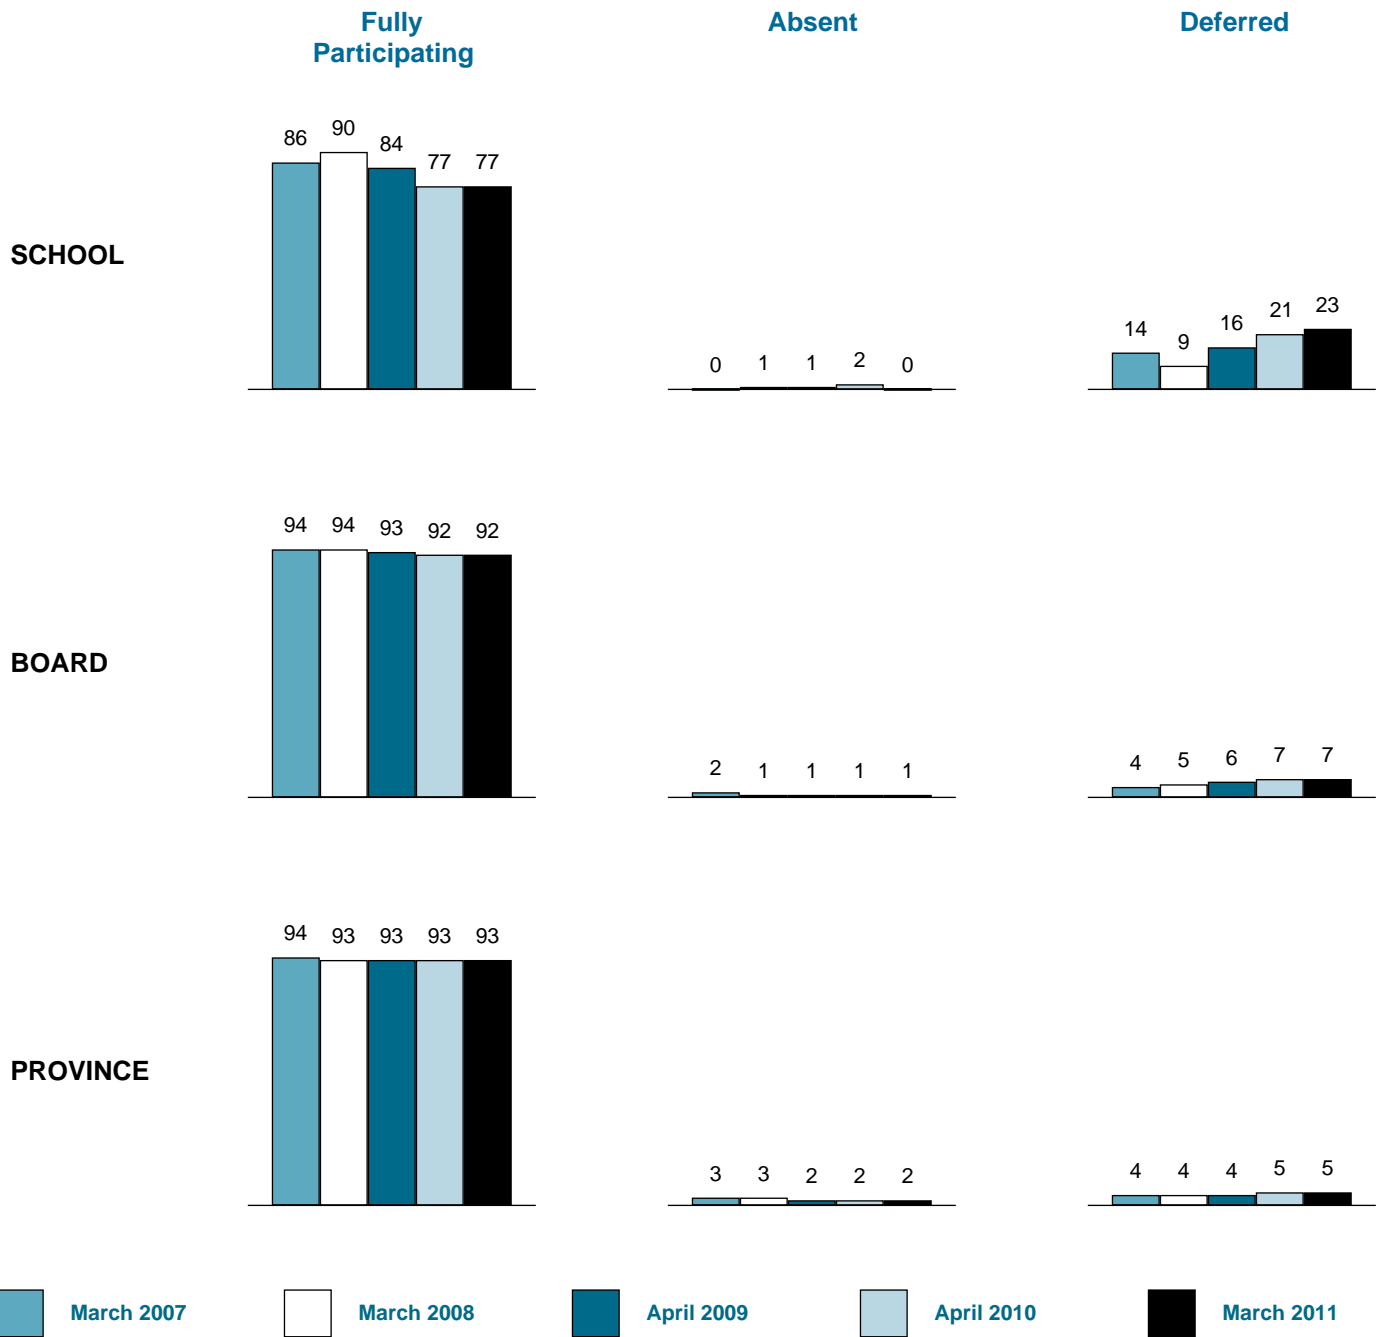 Fully Absent Deferred
Participating
86 90 84 77 77
SCHOOL
0 1 1 2 0
14 9 16 21 23
94 94 93 92 92
BOARD
2 1 1 1 1
4 5 6 7 7
94 93 93 93 93
PROVINCE
3 3 2 2 2
4 4 4 5 5
March 2007 March 2008 April 2009 April 2010 March 2011